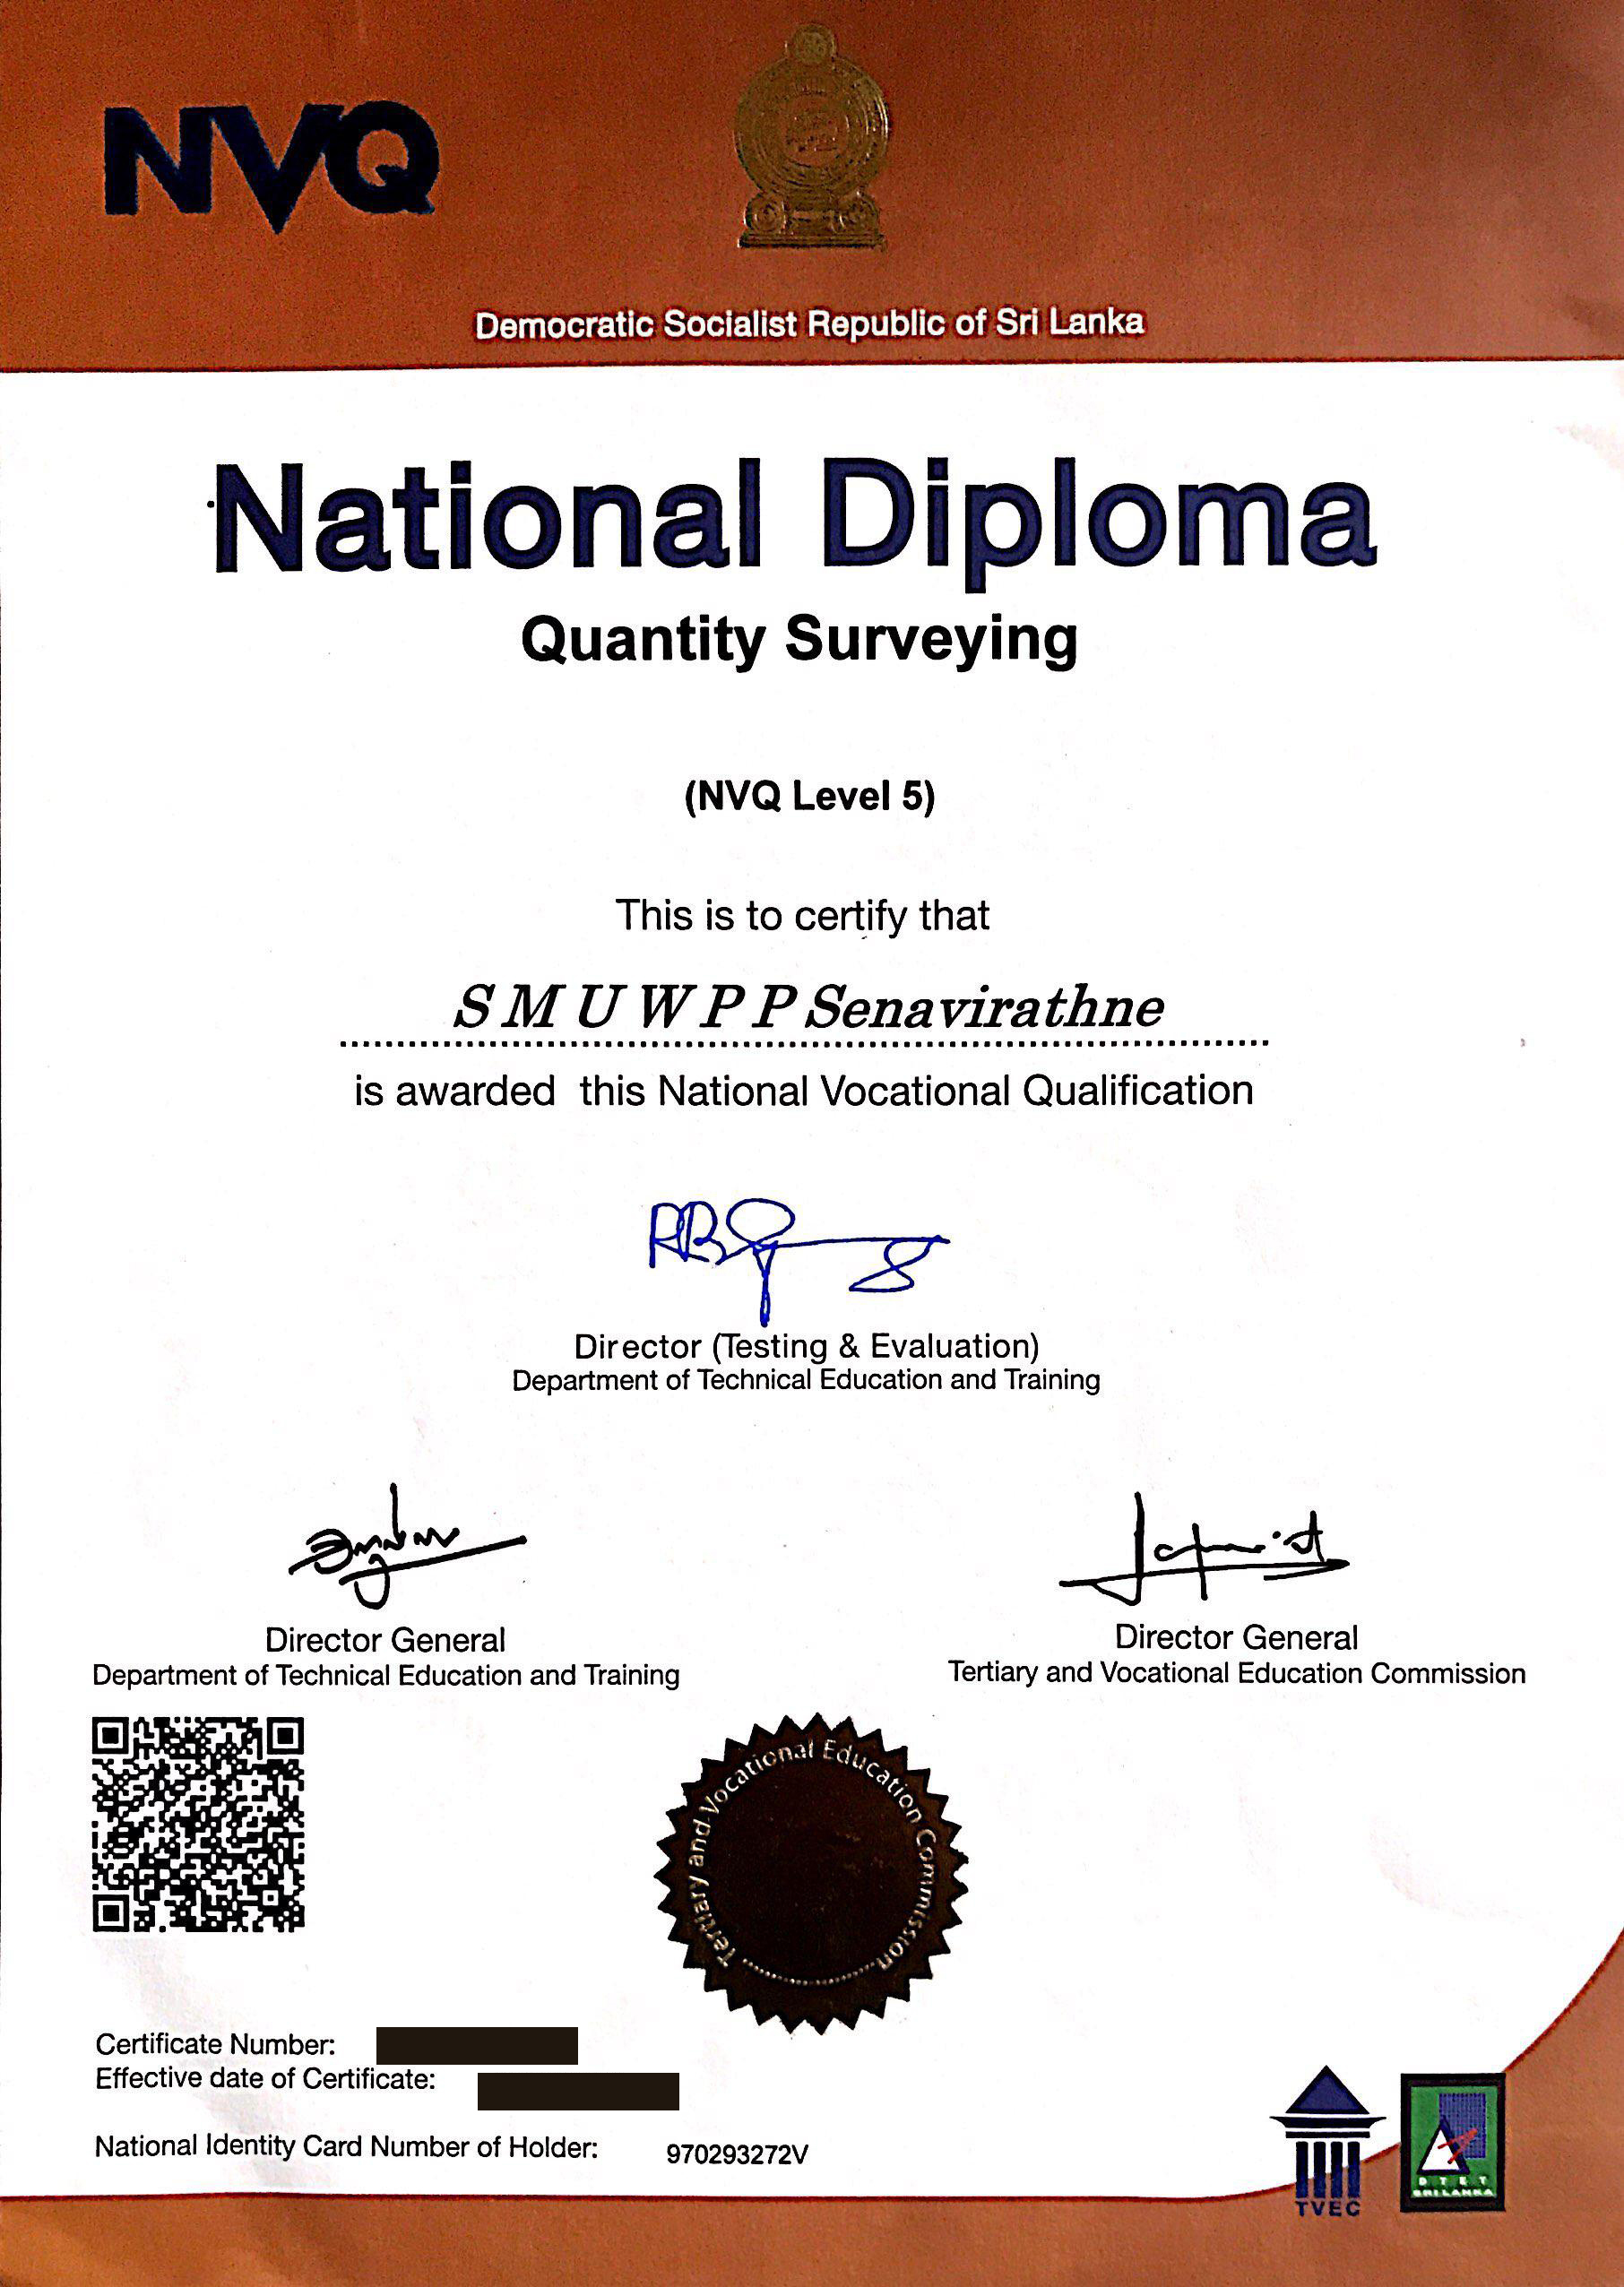 NVQ
Democratic Socialist Republic of Sri Lanka
National Diploma
Quantity Surveying
(NVQ Level 5)
This is to certify that
S M U W P P Senavirathne
is awarded this National Vocational Qualification
Director (Testing & Evaluation)
Department of Technical Education and Training
Director General
Department of Technical Education and Training
Director General
Tertiary and Vocational Education Commission
Tertiary and Vocational Education Commission
Certificate Number:
Effective date of Certificate:
National Identity Card Number of Holder: 970293272V
TVEC
DTET
SRI LANKA